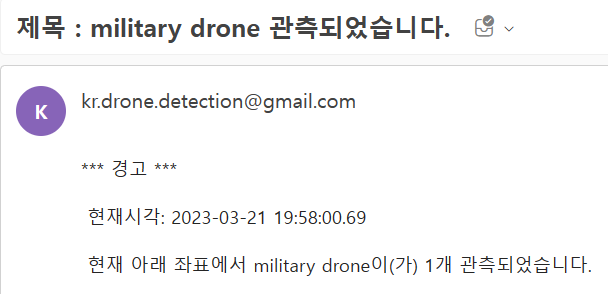 제목 : military drone 관측되었습니다.
K
kr.drone.detection@gmail.com
*** 경고 ***
현재시각: 2023-03-21 19:58:00.69
현재 아래 좌표에서 military drone이(가) 1개 관측되었습니다.